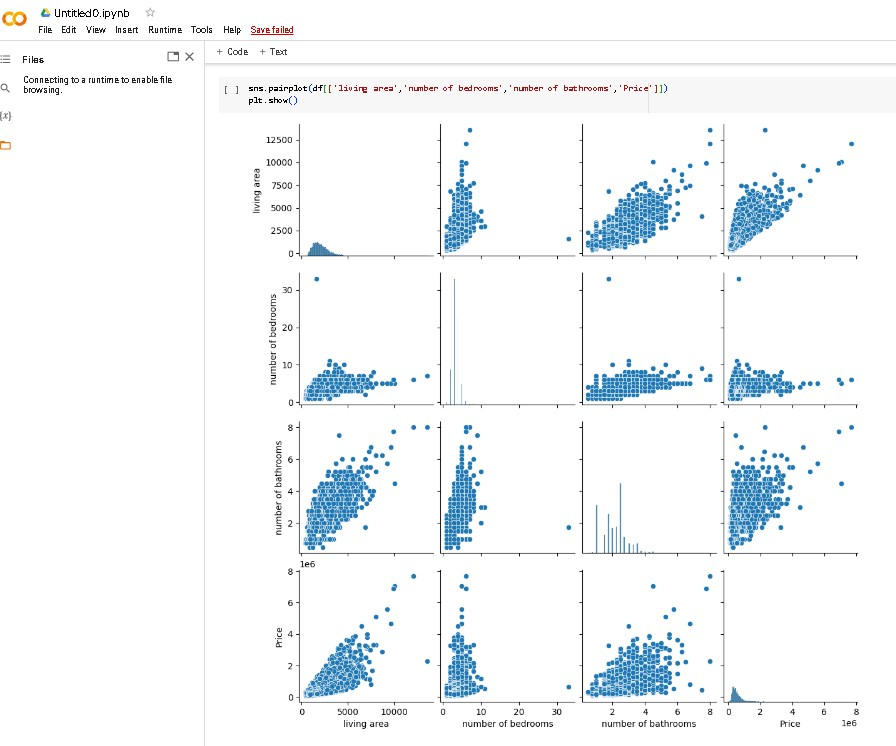 Untitled0.ipynb
File Edit View Insert Runtime Tools Help Save failed
Files
+ Code + Text
Connecting to a runtime to enable file
browsing.
{x}
[ ] sns.pairplot(df[['living area','number of bedrooms','number of bathrooms','Price']])
plt.show()
12500
10000
7500
5000
2500
0
living area
30
20
10
0
number of bedrooms
8
6
4
2
number of bathrooms
1e6
8
6
4
2
0
Price
0 5000 10000
living area
0 10 20 30
number of bedrooms
2 4 6 8
number of bathrooms
0 2 4 6 8
Price 1e6